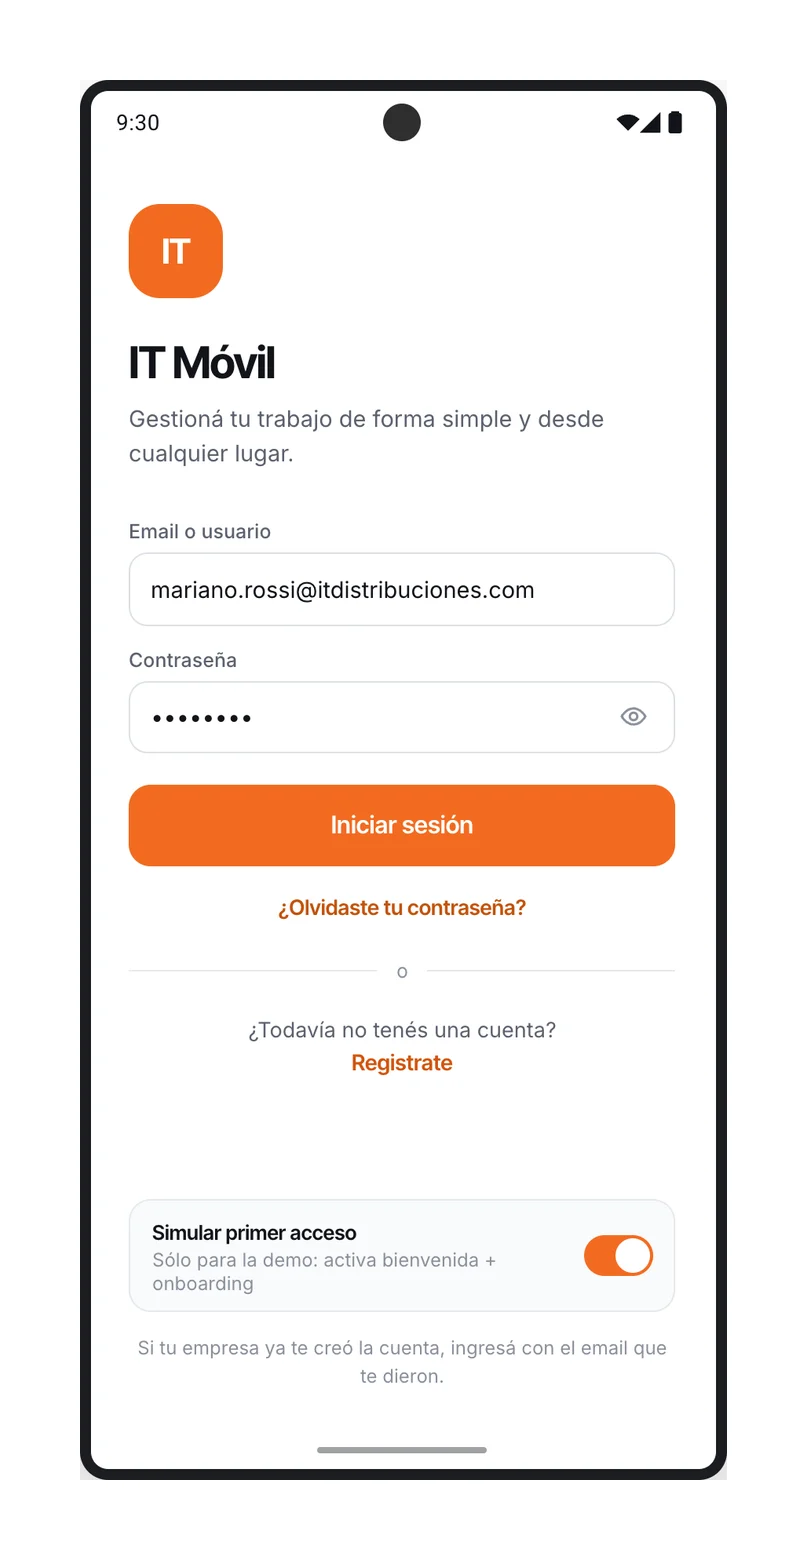 9:30
IT
IT Móvil
Gestioná tu trabajo de forma simple y desde
cualquier lugar.
Email o usuario
mariano.rossi@itdistribuciones.com
Contraseña
••••••••
Iniciar sesión
¿Olvidaste tu contraseña?
o
¿Todavía no tenés una cuenta?
Registrate
Simular primer acceso
Sólo para la demo: activa bienvenida +
onboarding
Si tu empresa ya te creó la cuenta, ingresá con el email que
te dieron.